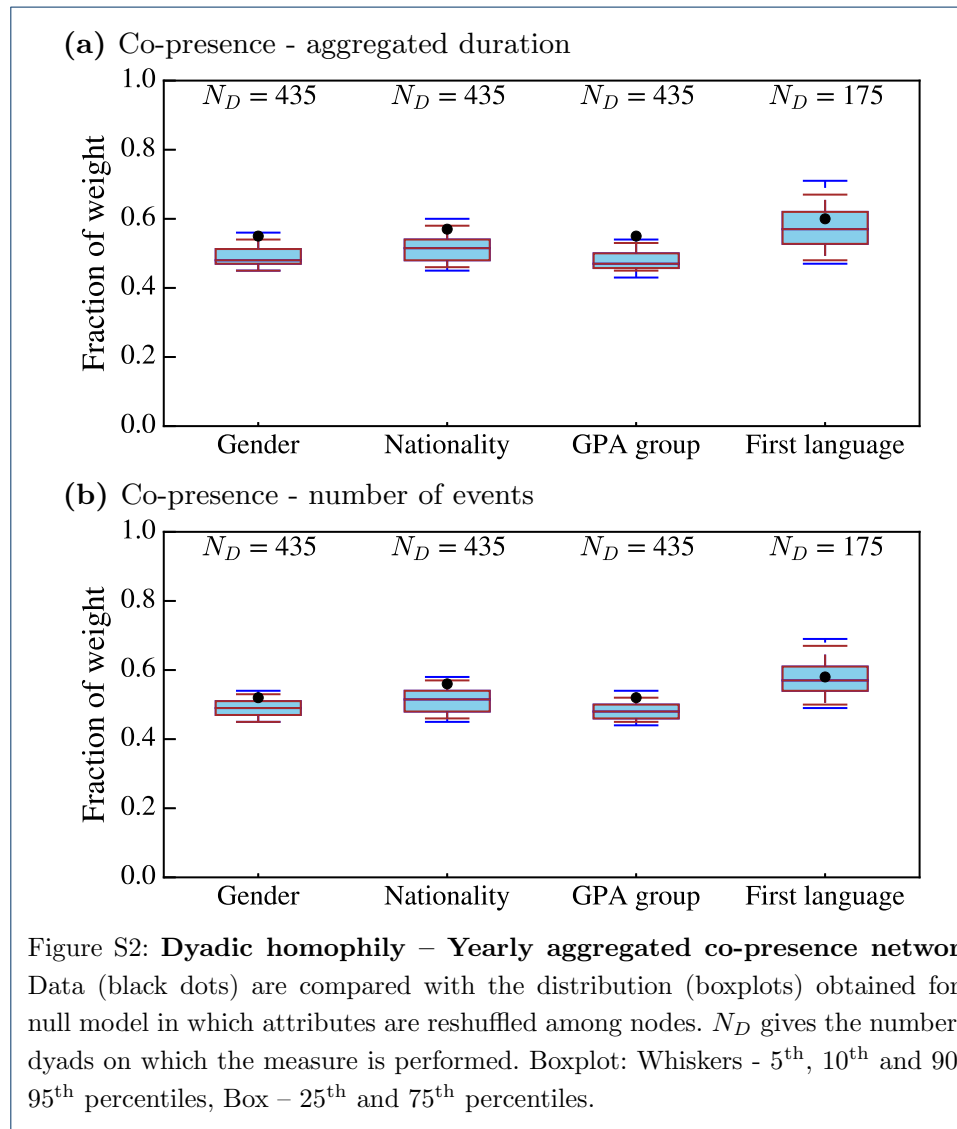 (a) Co-presence - aggregated duration
1.0
N_D = 435 N_D = 435 N_D = 435 N_D = 175
0.8
0.6
0.4
0.2
0.0
Fraction of weight
Gender Nationality GPA group First language
(b) Co-presence - number of events
1.0
N_D = 435 N_D = 435 N_D = 435 N_D = 175
0.8
0.6
0.4
0.2
0.0
Fraction of weight
Gender Nationality GPA group First language
Figure S2: Dyadic homophily – Yearly aggregated co-presence networ
Data (black dots) are compared with the distribution (boxplots) obtained for
null model in which attributes are reshuffled among nodes. N_D gives the number
dyads on which the measure is performed. Boxplot: Whiskers - 5th, 10th and 90
95th percentiles, Box – 25th and 75th percentiles.